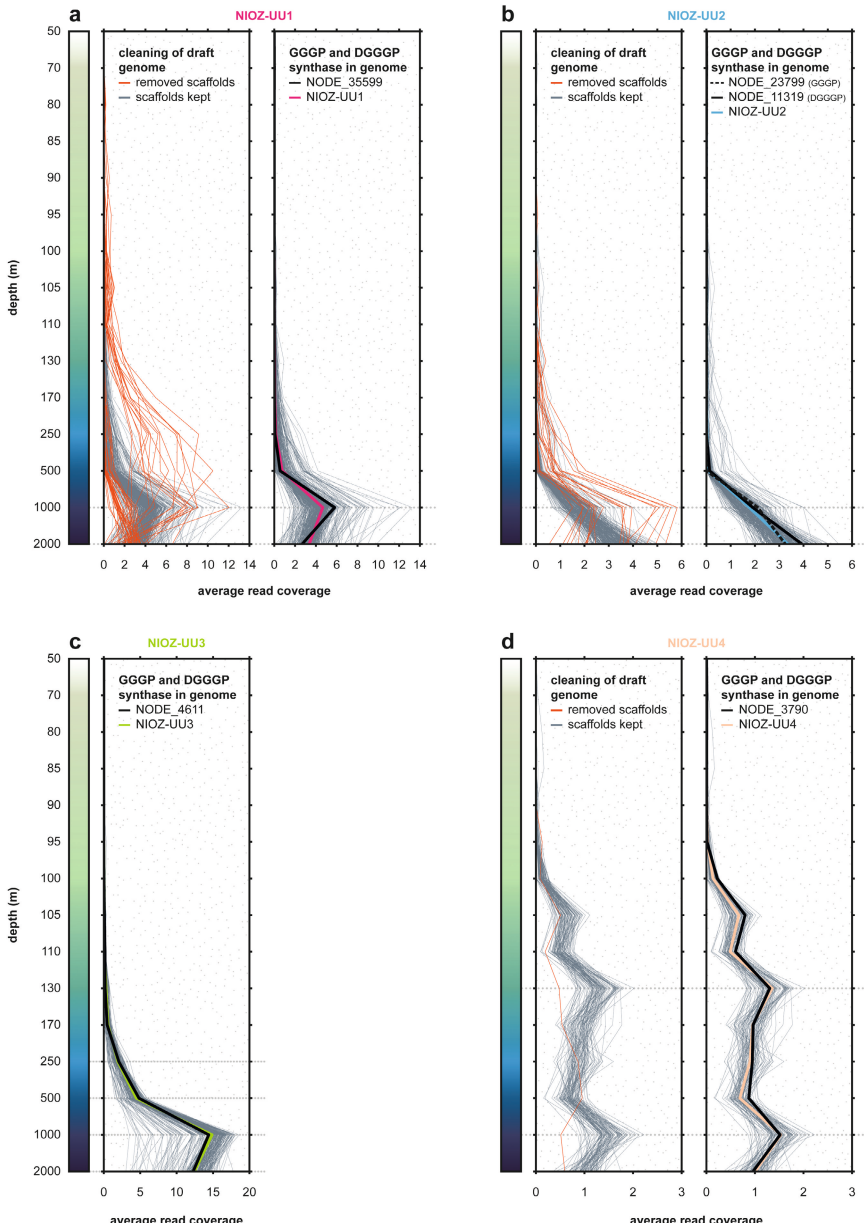 a
NIOZ-UU1
cleaning of draft
genome
removed scaffolds
scaffolds kept
GGGP and DGGGP
synthase in genome
NODE_35599
NIOZ-UU1
depth (m)
50
70
80
85
90
95
100
105
110
130
170
250
500
1000
2000
0 2 4 6 8 10 12 14
0 2 4 6 8 10 12 14
average read coverage
b
NIOZ-UU2
cleaning of draft
genome
removed scaffolds
scaffolds kept
GGGP and DGGGP
synthase in genome
NODE_23799 (GGGP)
NODE_11319 (DGGGP)
NIOZ-UU2
0 1 2 3 4 5 6
0 1 2 3 4 5 6
average read coverage
c
NIOZ-UU3
GGGP and DGGGP
synthase in genome
NODE_4611
NIOZ-UU3
depth (m)
50
70
80
85
90
95
100
105
110
130
170
250
500
1000
2000
0 5 10 15 20
average read coverage
d
NIOZ-UU4
cleaning of draft
genome
removed scaffolds
scaffolds kept
GGGP and DGGGP
synthase in genome
NODE_3790
NIOZ-UU4
0 1 2 3
0 1 2 3
average read coverage